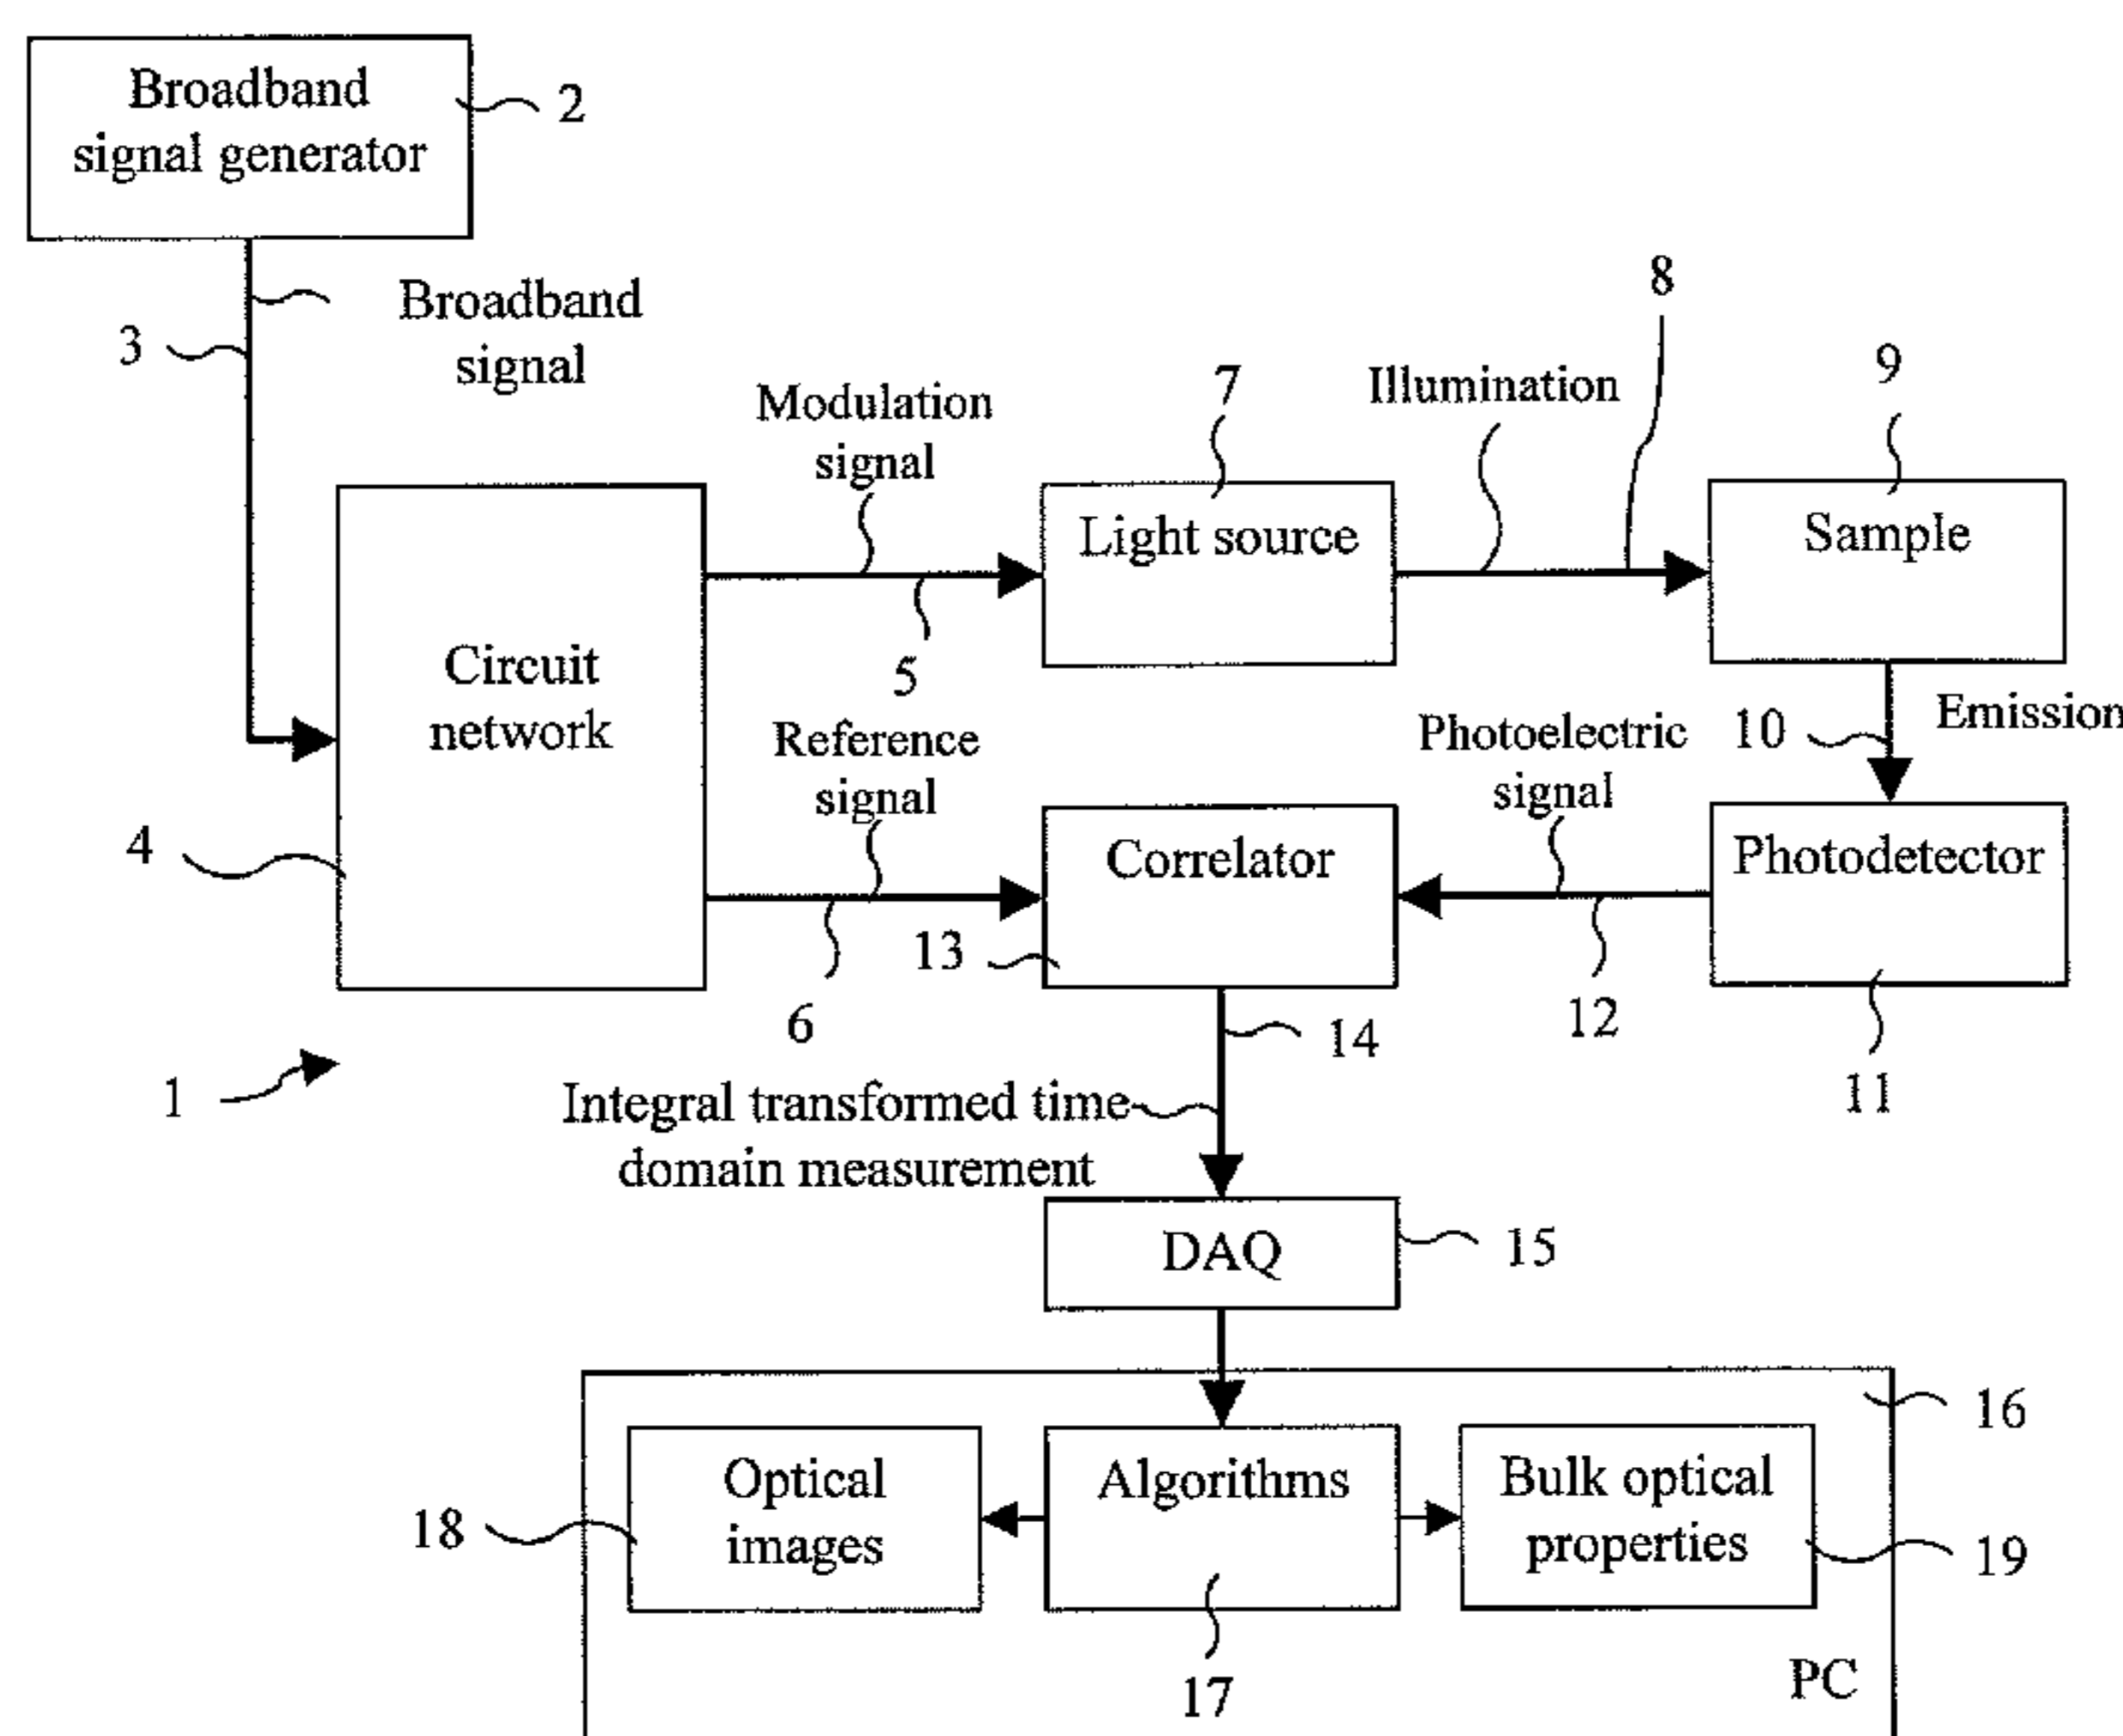 Broadband
signal generator
2
Broadband
signal
3
8
Illumination
9
7
Modulation
signal
Light source
Sample
5
Circuit
network
Reference
signal
Photoelectric
signal
10
Emission
4
Correlator
Photodetector
13
6
12
14
11
1
Integral transformed time
domain measurement
DAQ
15
16
Optical
images
Algorithms
Bulk optical
properties
18
19
17
PC